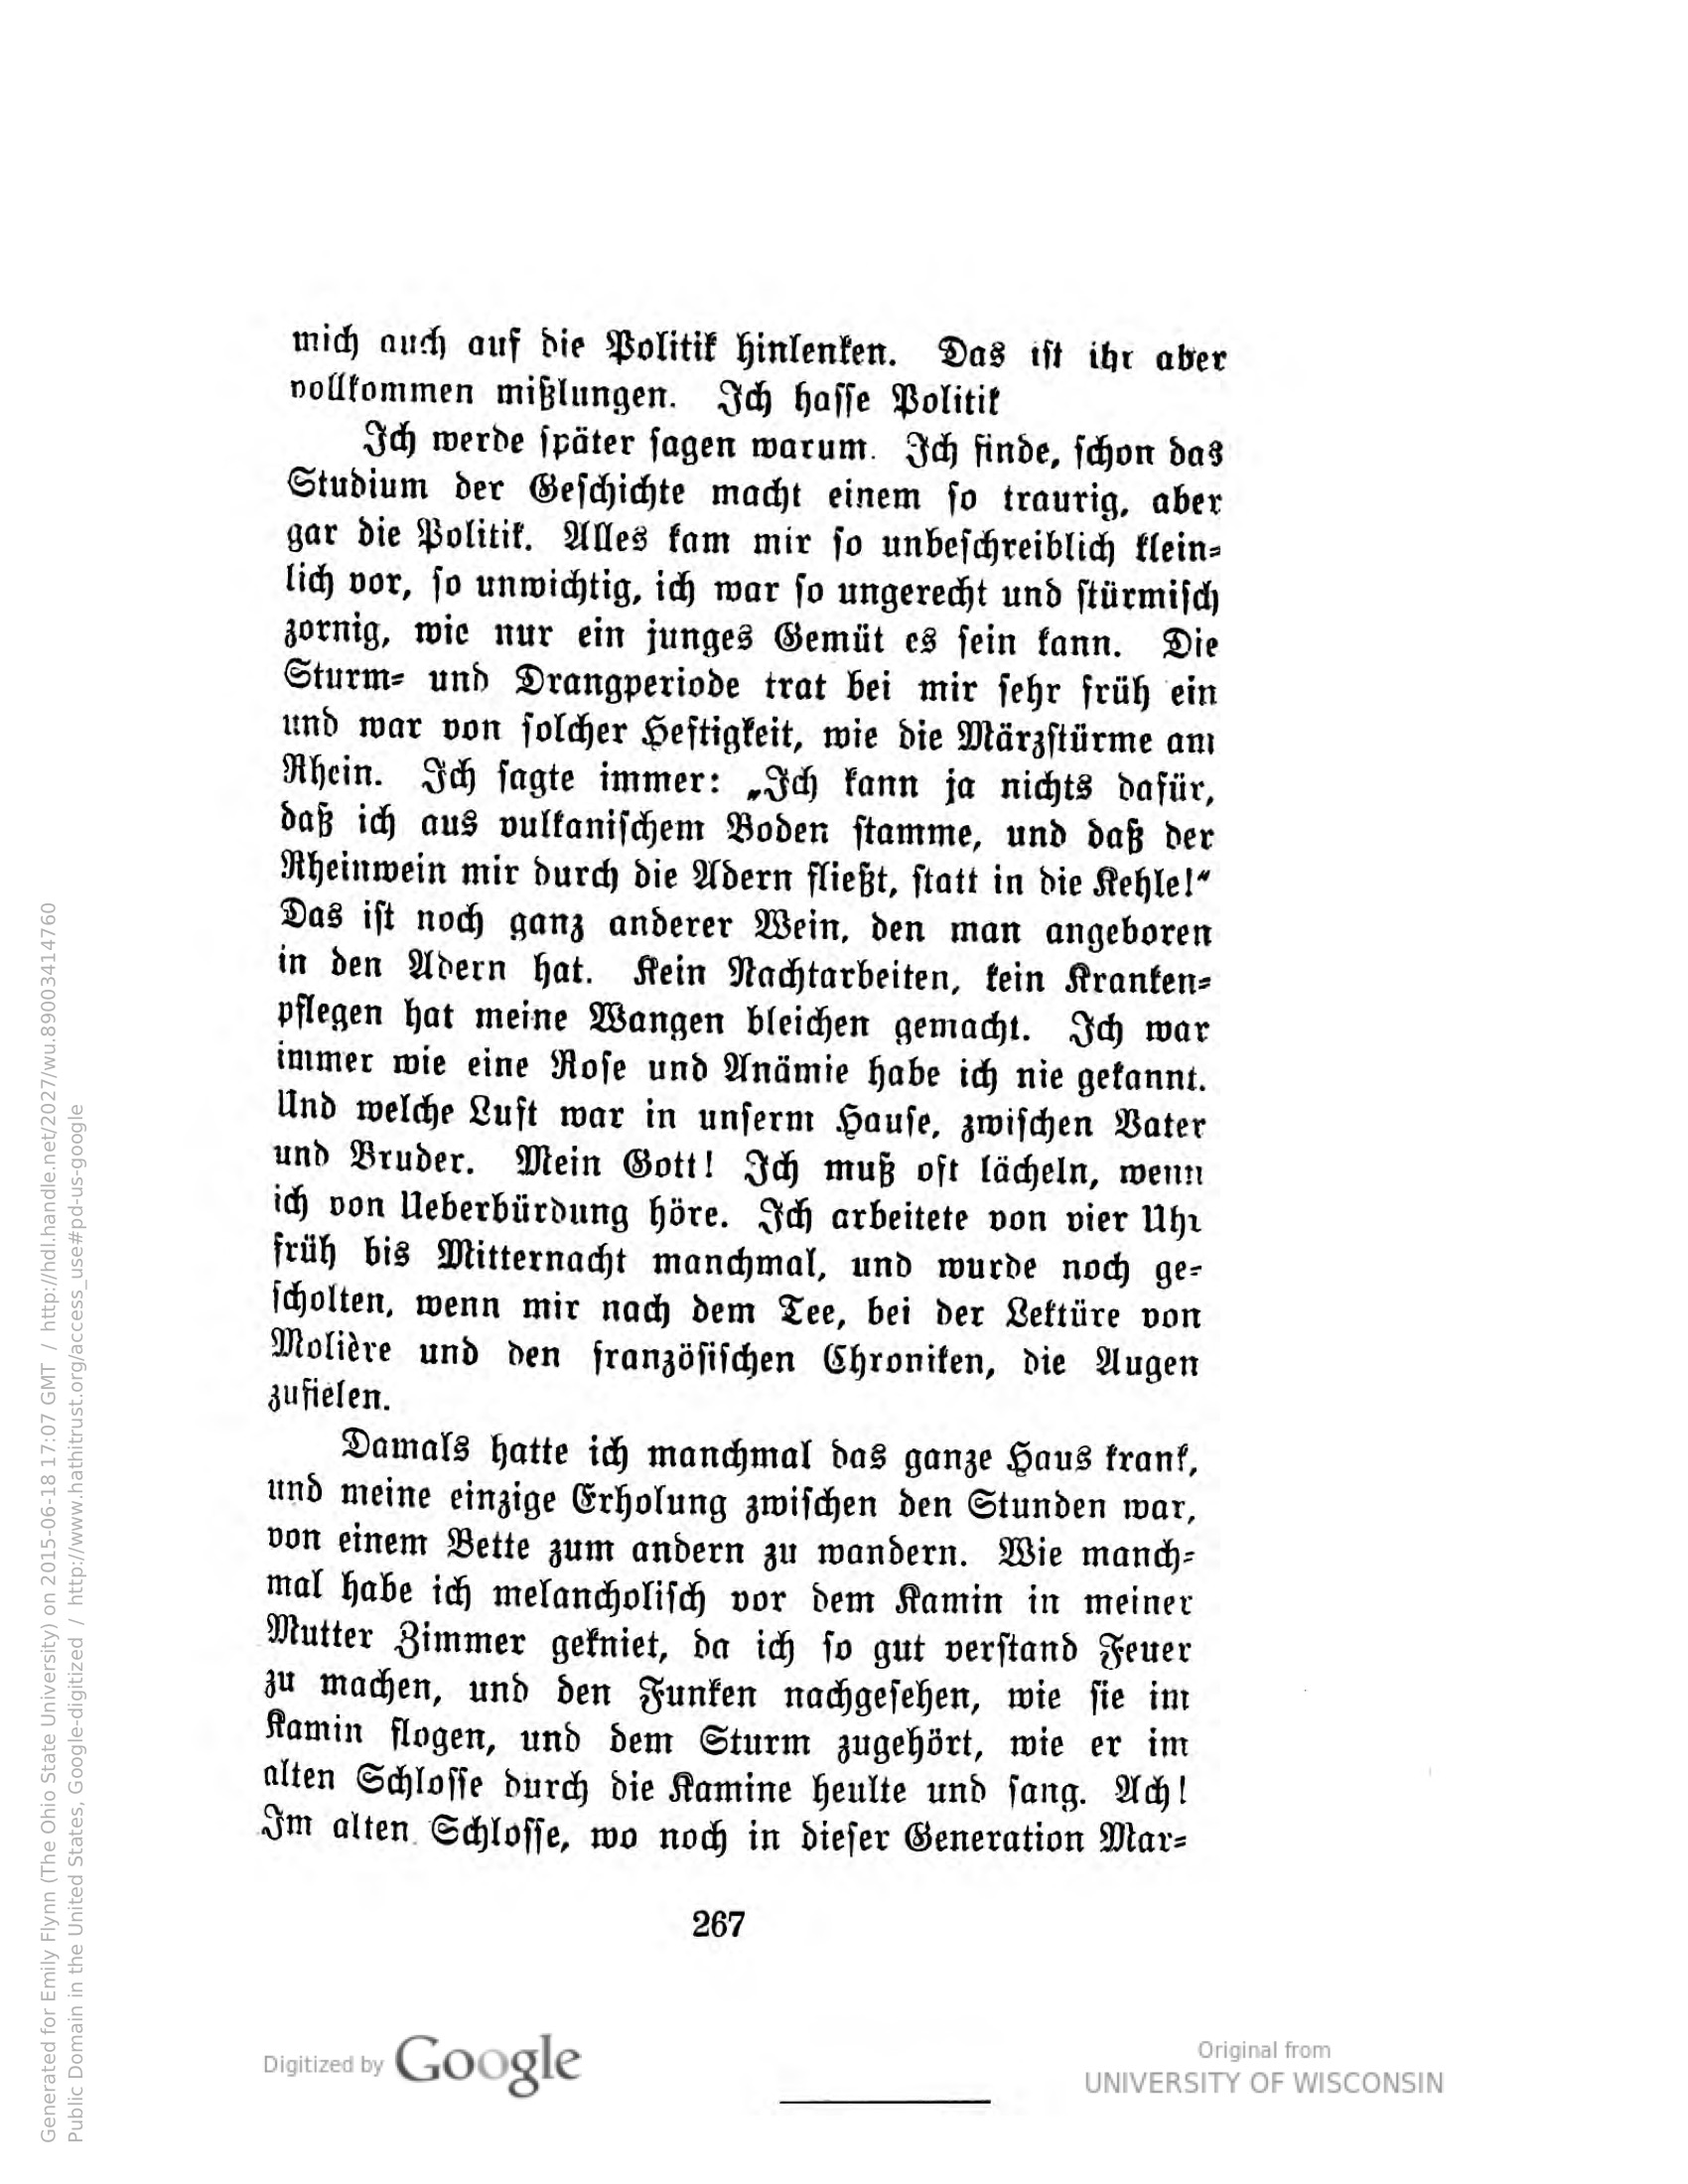 mich auch auf die Politik hinlenken. Das ist ihr aber
vollkommen mißlungen. Ich hasse Politik
Ich werde später sagen warum. Ich finde, schon das
Studium der Geschichte macht einem so traurig, aber
gar die Politik. Alles kam mir so unbeschreiblich klein-
lich vor, so unwichtig, ich war so ungerecht und stürmisch
zornig, wie nur ein junges Gemüt es sein kann. Die
Sturm- und Drangperiode trat bei mir sehr früh ein
und war von solcher Heftigkeit, wie die Märzstürme am
Rhein. Ich sagte immer: „Ich kann ja nichts dafür,
daß ich aus vulkanischem Boden stamme, und daß der
Rheinwein mir durch die Adern fließt, statt in die Kehle!“
Das ist noch ganz anderer Wein, den man angeboren
in den Adern hat. Kein Nachtarbeiten, kein Kranken-
pflegen hat meine Wangen bleichen gemacht. Ich war
immer wie eine Rose und Anämie habe ich nie gekannt.
Und welche Luft war in unserm Hause, zwischen Vater
und Bruder. Mein Gott! Ich muß oft lächeln, wenn
ich von Ueberbürdung höre. Ich arbeitete von vier Uhr
früh bis Mitternacht manchmal, und wurde noch ge-
scholten, wenn mir nach dem Tee, bei der Lektüre von
Molière und den französischen Chroniken, die Augen
zufielen.
Damals hatte ich manchmal das ganze Haus krank,
und meine einzige Erholung zwischen den Stunden war,
von einem Bette zum andern zu wandern. Wie manch-
mal habe ich melancholisch vor dem Kamin in meiner
Mutter Zimmer gekniet, da ich so gut verstand Feuer
zu machen, und den Funken nachgesehen, wie sie im
Kamin flogen, und dem Sturm zugehört, wie er im
alten Schlosse durch die Kamine heulte und sang. Ach!
Im alten Schlosse, wo noch in dieser Generation Mar-
267
Digitized by Google
Original from
UNIVERSITY OF WISCONSIN
Generated for Emily Flynn (The Ohio State University) on 2015-06-18 17:07 GMT / http://hdl.handle.net/2027/wu.89003414760
Public Domain in the United States, Google-digitized / http://www.hathitrust.org/access_use#pd-us-google